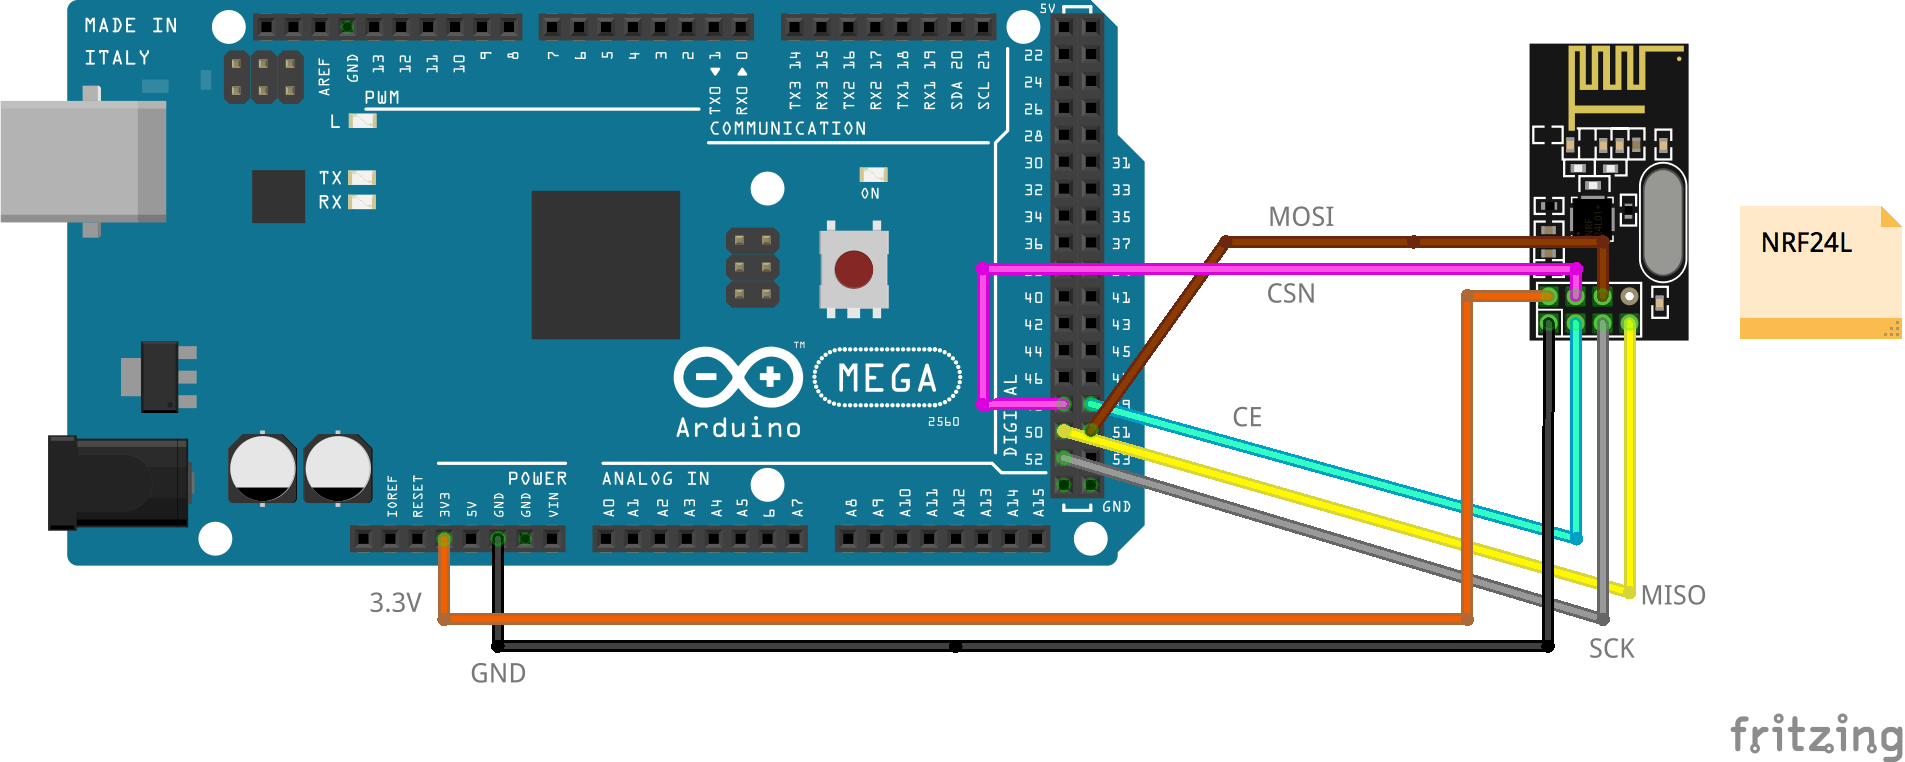 MADE IN
ITALY
AREF
GND
13
12
11
10
9
8
7
6
5
4
3
2
TX0 ◄ 1
RX0 ► 0
TX3 14
RX3 15
TX2 16
RX2 17
TX1 18
RX1 19
SDA 20
SCL 21
5V
PWM
L
COMMUNICATION
TX
RX
ON
22
24
26
28
30
31
32
33
34
35
36
37
40
41
42
43
44
45
46
50
51
52
53
GND
DIGITAL
MOSI
CSN
CE
NRF24L
TM
MEGA
Arduino
2560
POWER
ANALOG IN
IOREF
RESET
3V3
5V
GND
GND
VIN
A0
A1
A2
A3
A4
A5
6
A7
A8
A9
A10
A11
A12
A13
A14
A15
3.3V
GND
MISO
SCK
fritzing